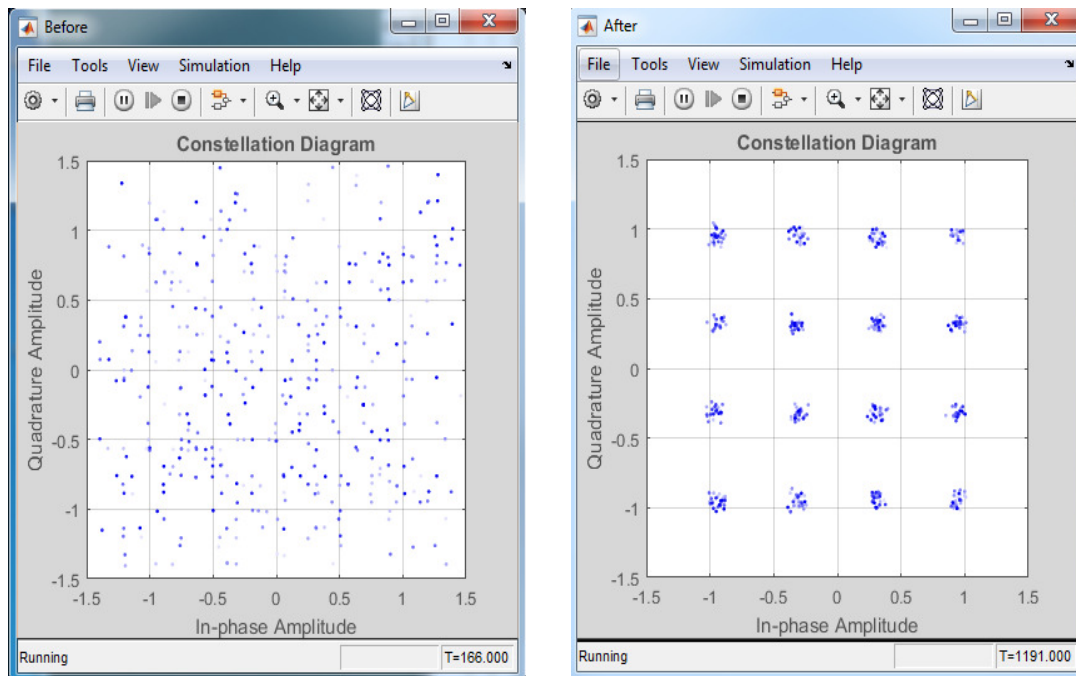 Before
File Tools View Simulation Help
Constellation Diagram
1.5
1
0.5
0
-0.5
-1
-1.5
Quadrature Amplitude
-1.5 -1 -0.5 0 0.5 1 1.5
In-phase Amplitude
Running T=166.000
After
File Tools View Simulation Help
Constellation Diagram
1.5
1
0.5
0
-0.5
-1
-1.5
Quadrature Amplitude
-1.5 -1 -0.5 0 0.5 1 1.5
In-phase Amplitude
Running T=1191.000